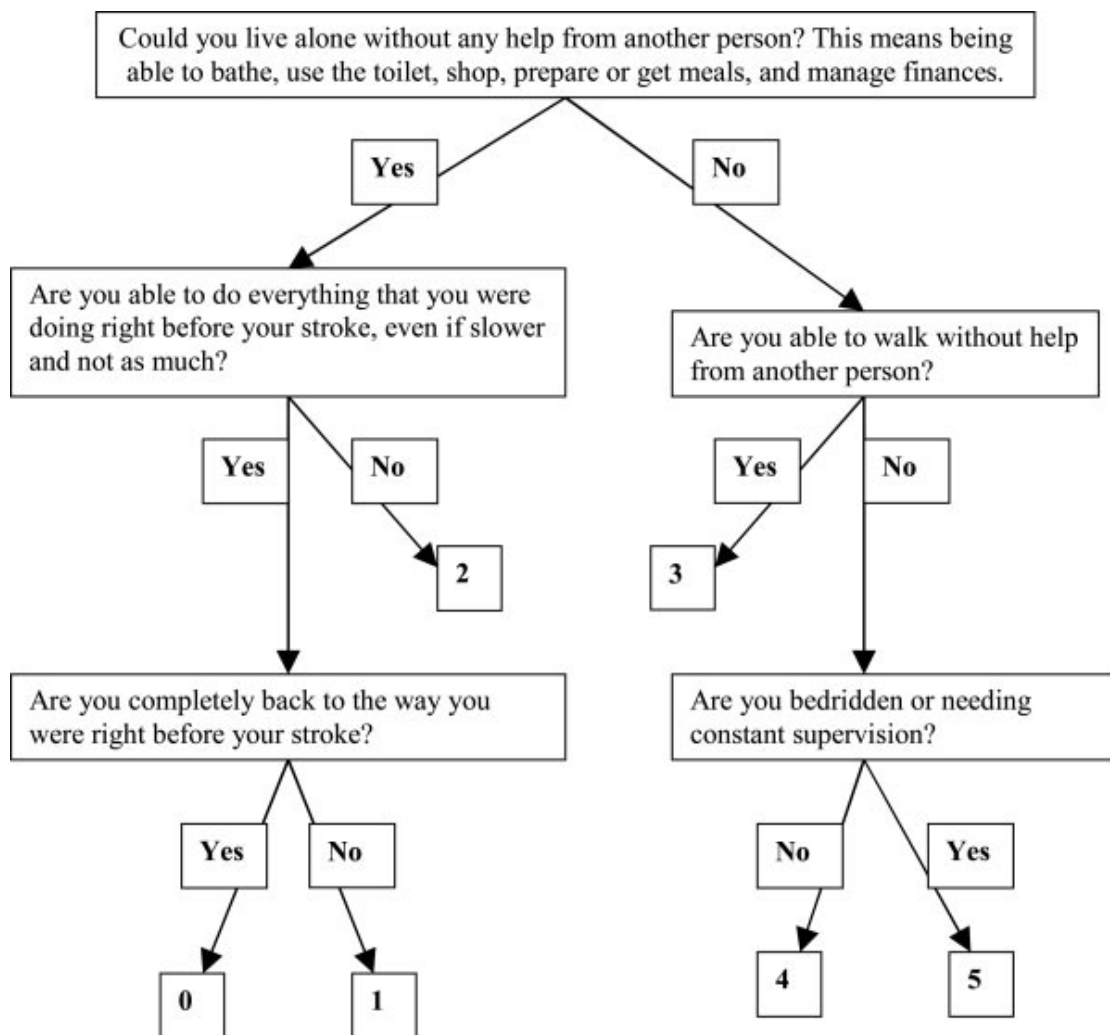 Could you live alone without any help from another person? This means being
able to bathe, use the toilet, shop, prepare or get meals, and manage finances.
Yes
No
Are you able to do everything that you were
doing right before your stroke, even if slower
and not as much?
Are you able to walk without help
from another person?
Yes
No
Yes
No
2
3
Are you completely back to the way you
were right before your stroke?
Are you bedridden or needing
constant supervision?
Yes
No
No
Yes
0
1
4
5